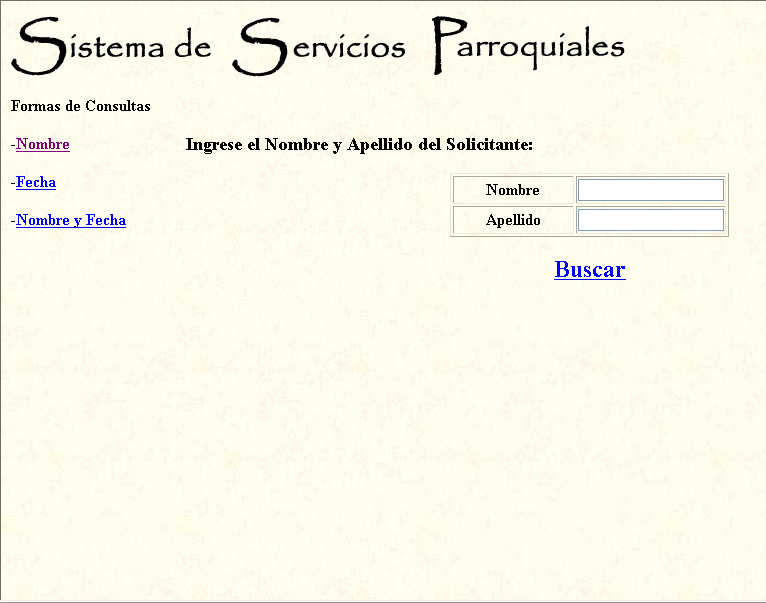 Sistema de Servicios Parroquiales
Formas de Consultas
-Nombre
-Fecha
-Nombre y Fecha
Ingrese el Nombre y Apellido del Solicitante:
Nombre
Apellido
Buscar